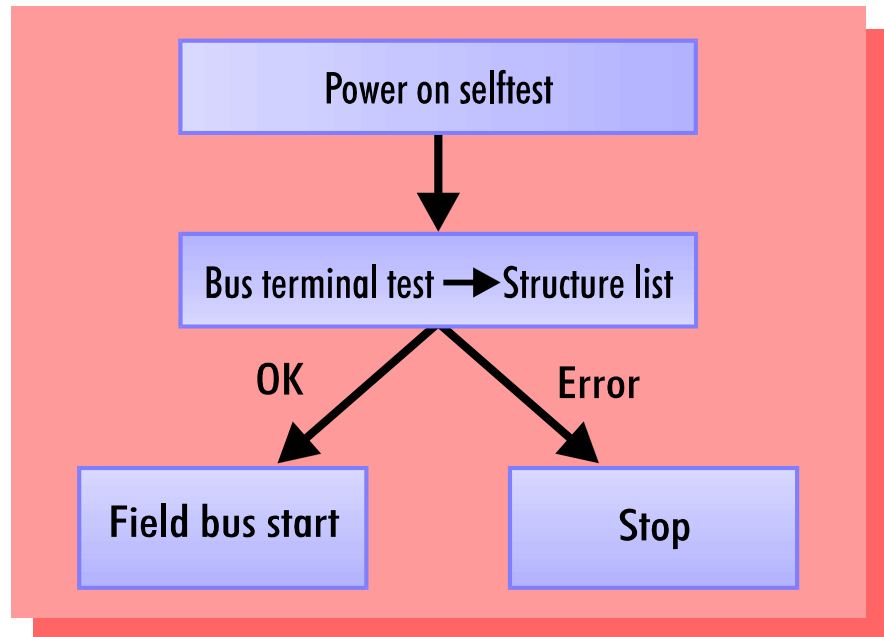 Power on selftest
Bus terminal test → Structure list
OK
Error
Field bus start
Stop